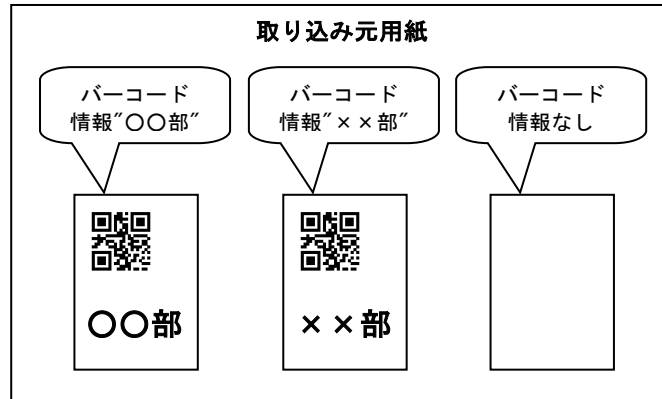 取り込み元用紙
バーコード
情報"〇〇部"
バーコード
情報"××部"
バーコード
情報なし
〇〇部
××部